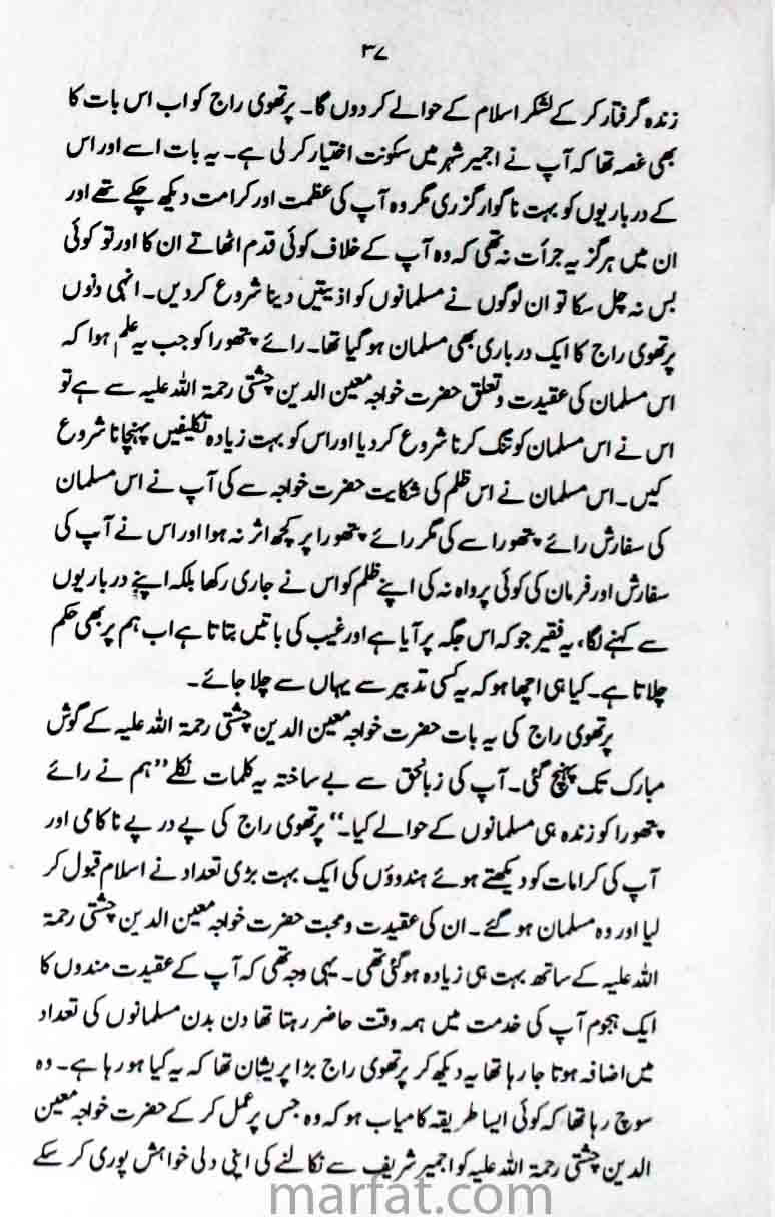 ۳۷
زندہ گرفتار کر کے لشکر اسلام کے حوالے کر دوں گا۔ پرتھوی راج کو اب اس بات کا
بھی غصہ تھا کہ آپ نے اجمیر شہر میں سکونت اختیار کر لی ہے۔ یہ بات اسے اور اس
کے درباریوں کو بہت ناگوار گزری مگر وہ آپ کی عظمت اور کرامت دیکھ چکے تھے اور
ان میں ہرگز یہ جرأت نہ تھی کہ وہ آپ کے خلاف کوئی قدم اٹھاتے ان کا اور تو کوئی
بس نہ چل سکا تو ان لوگوں نے مسلمانوں کو اذیتیں دینا شروع کر دیں۔ انہی دنوں
پرتھوی راج کا ایک درباری بھی مسلمان ہو گیا تھا۔ رائے پتھورا کو جب یہ علم ہوا کہ
اس مسلمان کی عقیدت و تعلق حضرت خواجہ معین الدین چشتی رحمۃ اللہ علیہ سے ہے تو
اس نے اس مسلمان کو تنگ کرنا شروع کر دیا اور اس کو بہت زیادہ تکلیفیں پہنچانا شروع
کیں۔ اس مسلمان نے اس ظلم کی شکایت حضرت خواجہ سے کی آپ نے اس مسلمان
کی سفارش رائے پتھورا سے کی مگر رائے پتھورا پر کچھ اثر نہ ہوا اور اس نے آپ کی
سفارش اور فرمان کی کوئی پرواہ نہ کی اپنے ظلم کو اس نے جاری رکھا بلکہ اپنے درباریوں
سے کہنے لگا، یہ فقیر جو کہ اس جگہ پر آیا ہے اور غیب کی باتیں بتاتا ہے اب ہم پر بھی حکم
چلاتا ہے۔ کیا ہی اچھا ہو کہ یہ کسی تدبیر سے یہاں سے چلا جائے۔
پرتھوی راج کی یہ بات حضرت خواجہ معین الدین چشتی رحمۃ اللہ علیہ کے گوش
مبارک تک پہنچ گئی۔ آپ کی زبانحق سے بے ساختہ یہ کلمات نکلے "ہم نے رائے
پتھورا کو زندہ ہی مسلمانوں کے حوالے کیا۔" پرتھوی راج کی پے در پے ناکامی اور
آپ کی کرامات کو دیکھتے ہوئے ہندوؤں کی ایک بہت بڑی تعداد نے اسلام قبول کر
لیا اور وہ مسلمان ہو گئے۔ ان کی عقیدت و محبت حضرت خواجہ معین الدین چشتی رحمۃ
اللہ علیہ کے ساتھ بہت ہی زیادہ ہو گئی تھی۔ یہی وجہ تھی کہ آپ کے عقیدت مندوں کا
ایک ہجوم آپ کی خدمت میں ہمہ وقت حاضر رہتا تھا دن بدن مسلمانوں کی تعداد
میں اضافہ ہوتا جا رہا تھا یہ دیکھ کر پرتھوی راج بڑا پریشان تھا کہ یہ کیا ہو رہا ہے۔ وہ
سوچ رہا تھا کہ کوئی ایسا طریقہ کامیاب ہو کہ وہ جس پر عمل کر کے حضرت خواجہ معین
الدین چشتی رحمۃ اللہ علیہ کو اجمیر شریف سے نکالنے کی اپنی دلی خواہش پوری کر سکے
marfat.com